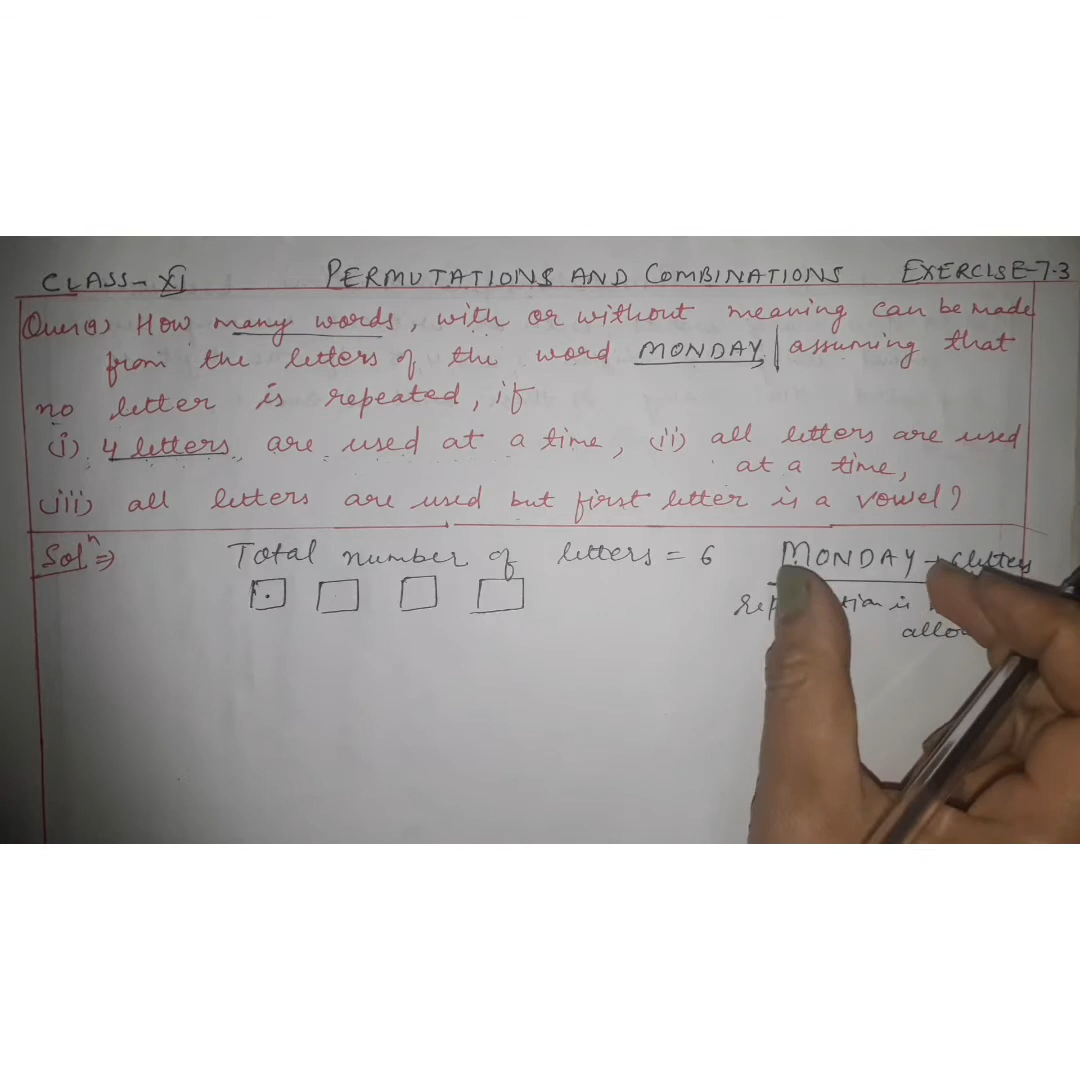 CLASS-XI PERMUTATIONS AND COMBINATIONS EXERCISE-7.3
Ques(9) How many words, with or without meaning can be made
from the letters of the word MONDAY, assuming that
no letter is repeated, if
(i) 4 letters are used at a time, (ii) all letters are used
at a time,
(iii) all letters are used but first letter is a vowel?
Solⁿ⇒ Total number of letters = 6 MONDAY → 6 letters
is